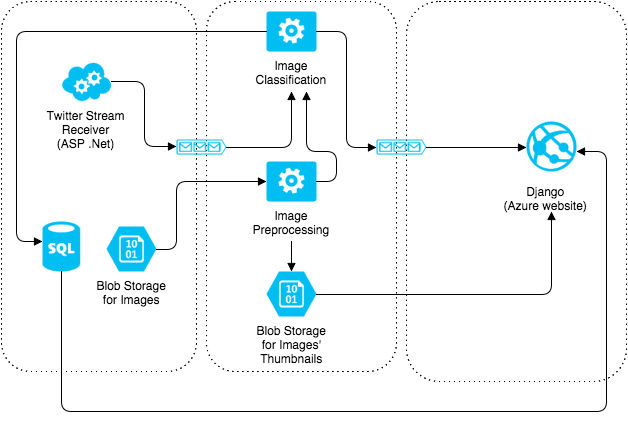 Image
Classification
Twitter Stream
Receiver
(ASP .Net)
Image
Preprocessing
Django
(Azure website)
SQL
10
01
Blob Storage
for Images
10
01
Blob Storage
for Images'
Thumbnails